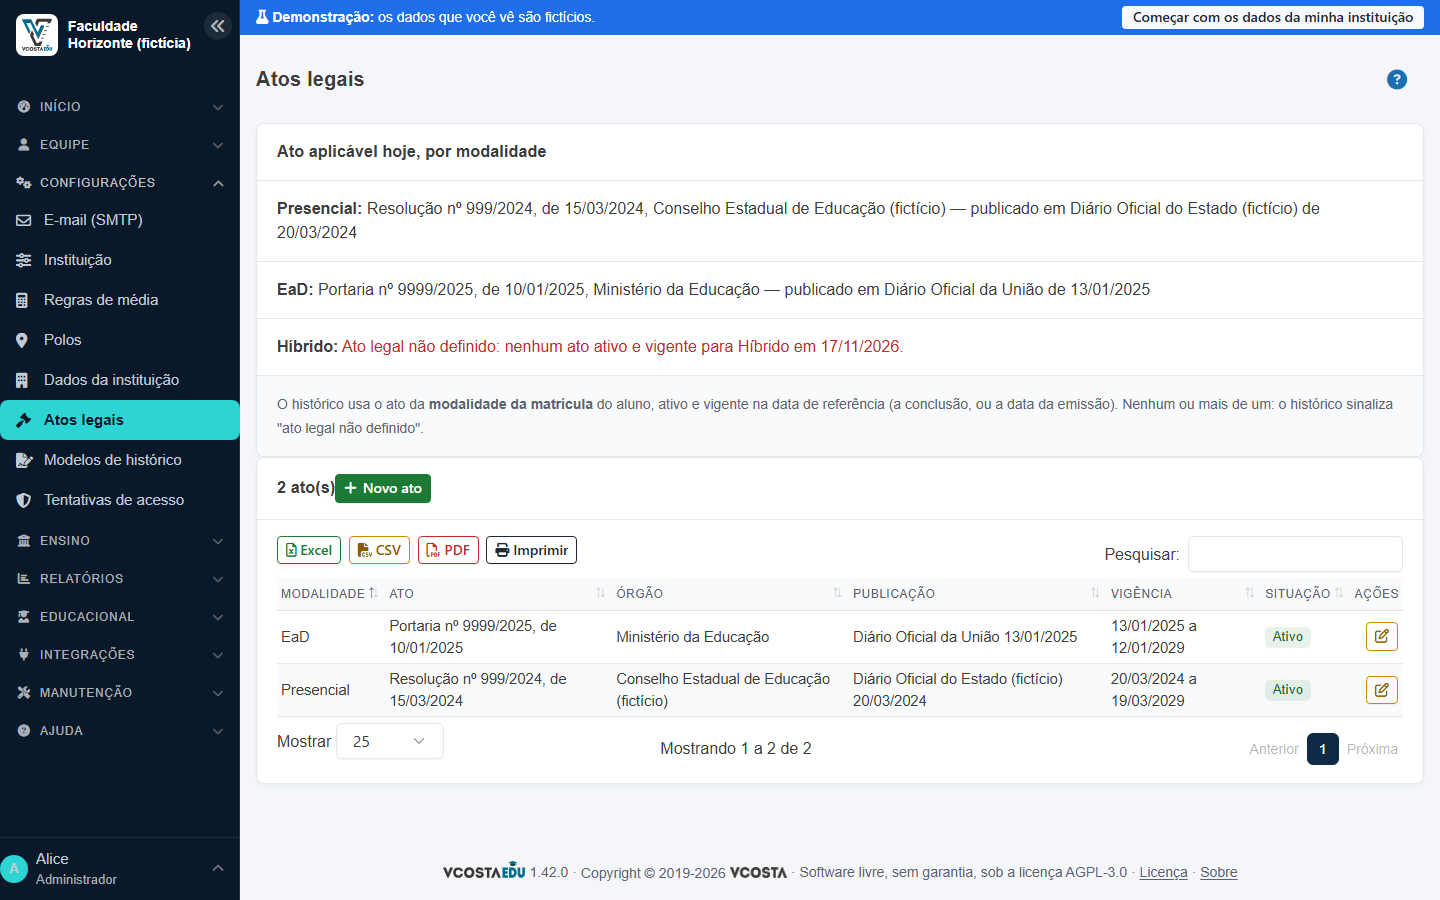 Faculdade
Horizonte (fictícia)
VCOSTAEDU
INÍCIO
EQUIPE
CONFIGURAÇÕES
E-mail (SMTP)
Instituição
Regras de média
Polos
Dados da instituição
Atos legais
Modelos de histórico
Tentativas de acesso
ENSINO
RELATÓRIOS
EDUCACIONAL
INTEGRAÇÕES
MANUTENÇÃO
AJUDA
A
Alice
Administrador
Demonstração: os dados que você vê são fictícios.
Começar com os dados da minha instituição
Atos legais
?
Ato aplicável hoje, por modalidade
Presencial: Resolução nº 999/2024, de 15/03/2024, Conselho Estadual de Educação (fictício) — publicado em Diário Oficial do Estado (fictício) de
20/03/2024
EaD: Portaria nº 9999/2025, de 10/01/2025, Ministério da Educação — publicado em Diário Oficial da União de 13/01/2025
Híbrido: Ato legal não definido: nenhum ato ativo e vigente para Híbrido em 17/11/2026.
O histórico usa o ato da modalidade da matrícula do aluno, ativo e vigente na data de referência (a conclusão, ou a data da emissão). Nenhum ou mais de um: o histórico sinaliza
"ato legal não definido".
2 ato(s) + Novo ato
Excel CSV PDF Imprimir
Pesquisar:
MODALIDADE ATO ÓRGÃO PUBLICAÇÃO VIGÊNCIA SITUAÇÃO AÇÕES
EaD Portaria nº 9999/2025, de Ministério da Educação Diário Oficial da União 13/01/2025 13/01/2025 a Ativo
10/01/2025 12/01/2029
Presencial Resolução nº 999/2024, de Conselho Estadual de Educação Diário Oficial do Estado (fictício) 20/03/2024 a Ativo
15/03/2024 (fictício) 20/03/2024 19/03/2029
Mostrar 25 Mostrando 1 a 2 de 2 Anterior 1 Próxima
VCOSTAEDU 1.42.0 · Copyright © 2019-2026 VCOSTA · Software livre, sem garantia, sob a licença AGPL-3.0 · Licença · Sobre